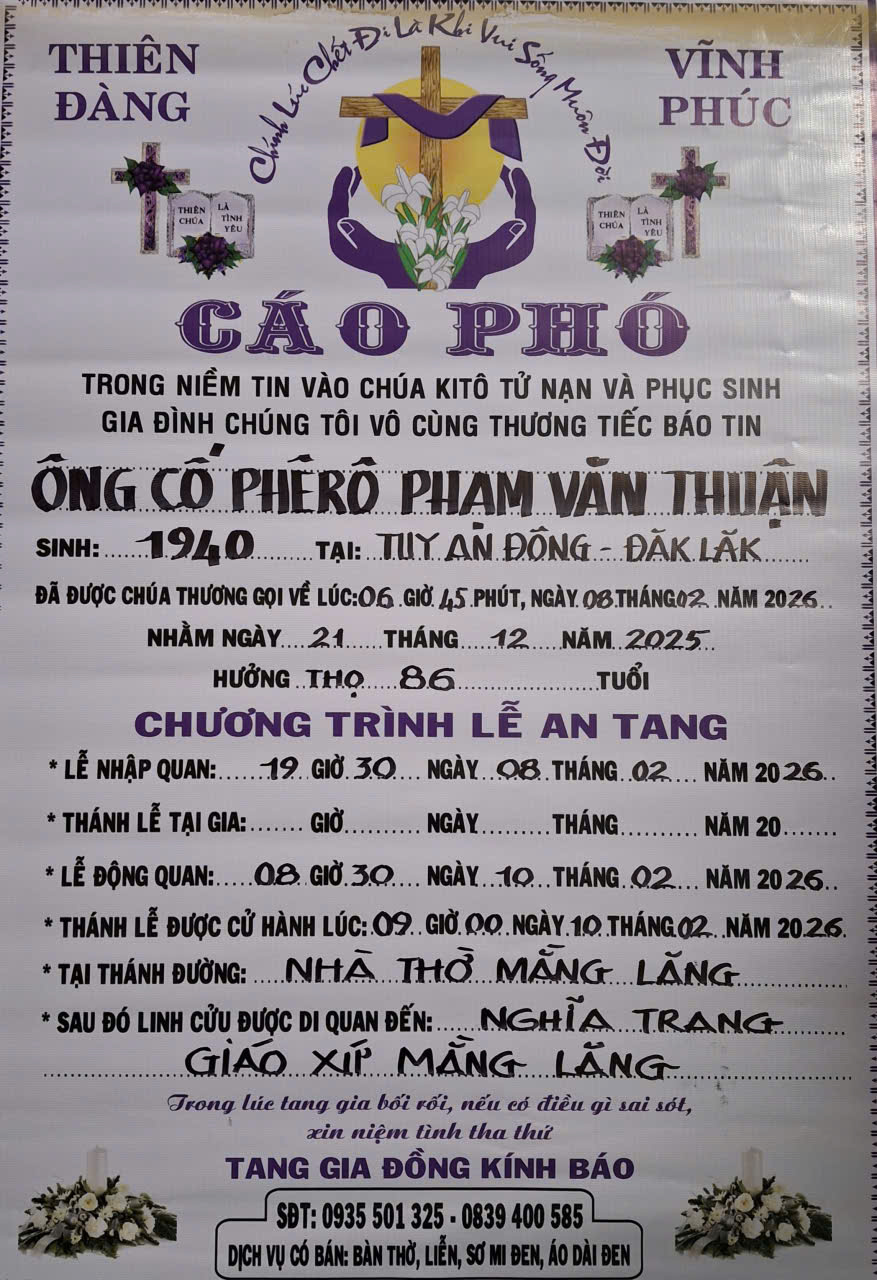 Chính Lúc Chết Đi Là Khi Vui Sống Muôn Đời
THIÊN ĐÀNG
VĨNH PHÚC
THIÊN CHÚA LÀ TÌNH YÊU
THIÊN CHÚA LÀ TÌNH YÊU
CÁO PHÓ
TRONG NIỀM TIN VÀO CHÚA KITÔ TỬ NẠN VÀ PHỤC SINH
GIA ĐÌNH CHÚNG TÔI VÔ CÙNG THƯƠNG TIẾC BÁO TIN
ÔNG CỐ PHÊRÔ PHẠM VĂN THUẬN
SINH: 1940 TẠI: TUY AN ĐÔNG - ĐĂK LĂK
ĐÃ ĐƯỢC CHÚA THƯƠNG GỌI VỀ LÚC: 06 GIỜ 45 PHÚT, NGÀY 08 THÁNG 02 NĂM 2026
NHẰM NGÀY 21 THÁNG 12 NĂM 2025
HƯỞNG THỌ 86 TUỔI
CHƯƠNG TRÌNH LỄ AN TANG
* LỄ NHẬP QUAN: 19 GIỜ 30 NGÀY 08 THÁNG 02 NĂM 2026
* THÁNH LỄ TẠI GIA: GIỜ NGÀY THÁNG NĂM 20
* LỄ ĐỘNG QUAN: 08 GIỜ 30 NGÀY 10 THÁNG 02 NĂM 2026
* THÁNH LỄ ĐƯỢC CỬ HÀNH LÚC: 09 GIỜ 00 NGÀY 10 THÁNG 02 NĂM 2026
* TẠI THÁNH ĐƯỜNG: NHÀ THỜ MẰNG LĂNG
* SAU ĐÓ LINH CỬU ĐƯỢC DI QUAN ĐẾN: NGHĨA TRANG
GIÁO XỨ MẰNG LĂNG
Trong lúc tang gia bối rối, nếu có điều gì sai sót,
xin niệm tình tha thứ
TANG GIA ĐỒNG KÍNH BÁO
SĐT: 0935 501 325 - 0839 400 585
DỊCH VỤ CÓ BÁN: BÀN THỜ, LIỄN, SƠ MI ĐEN, ÁO DÀI ĐEN